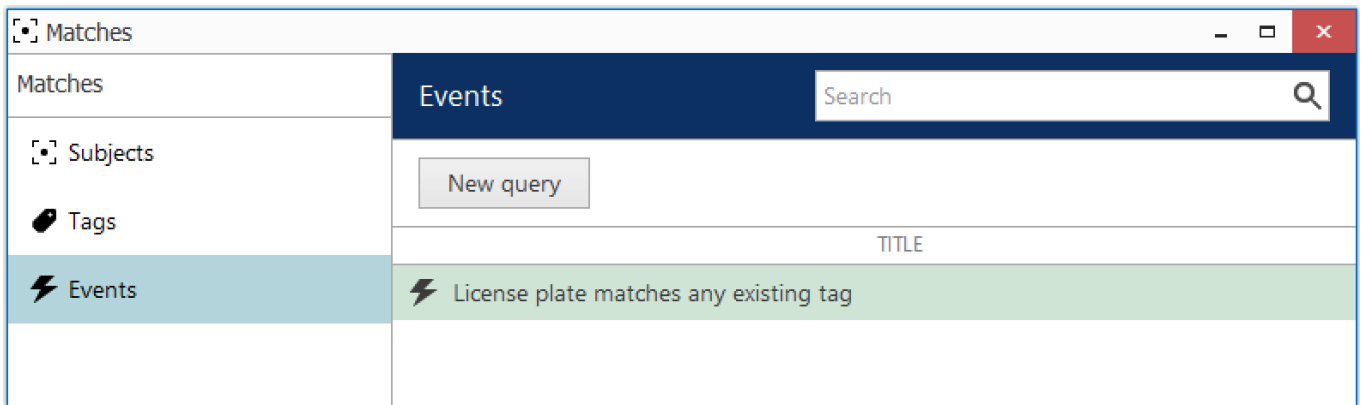 Matches
Matches
Subjects
Tags
Events
Events
Search
New query
TITLE
License plate matches any existing tag